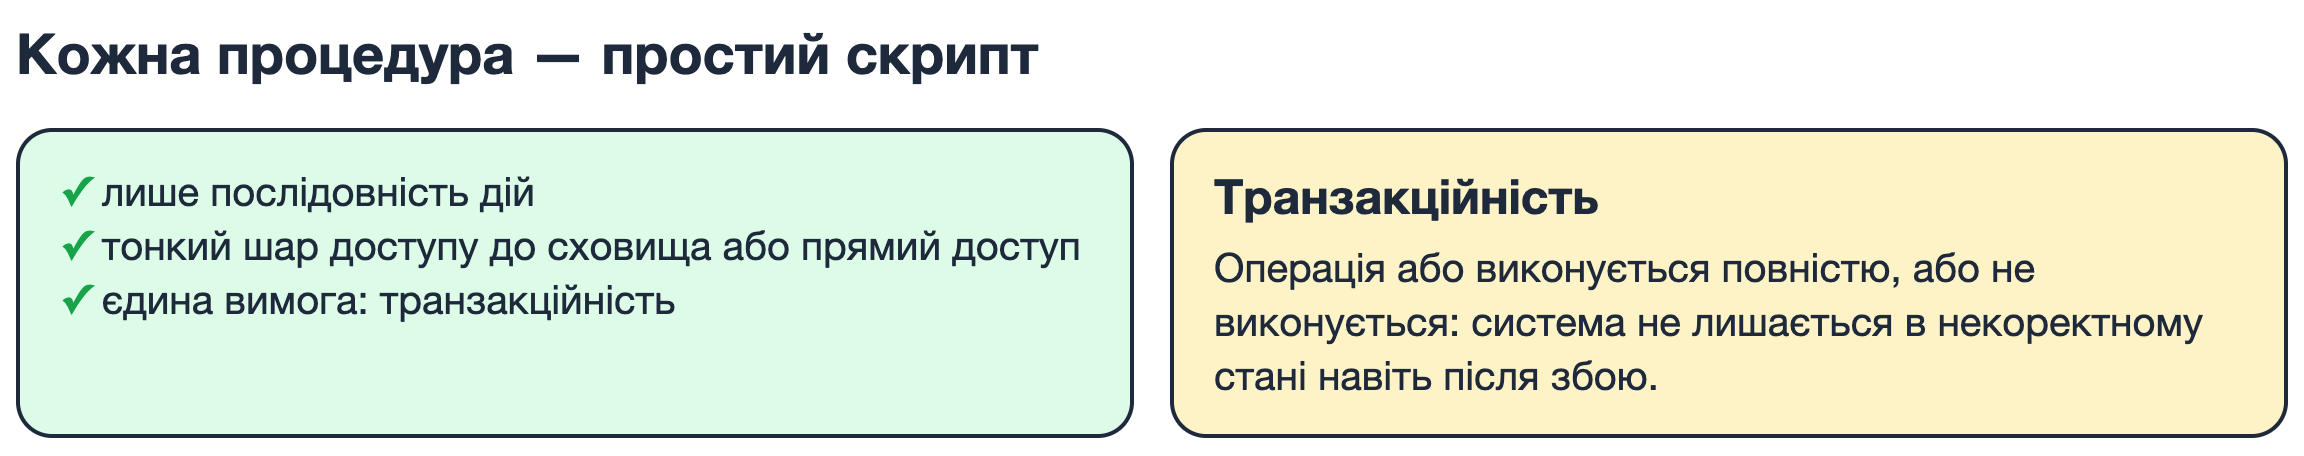 Кожна процедура — простий скрипт
✓ лише послідовність дій
✓ тонкий шар доступу до сховища або прямий доступ
✓ єдина вимога: транзакційність
Транзакційність
Операція або виконується повністю, або не
виконується: система не лишається в некоректному
стані навіть після збою.